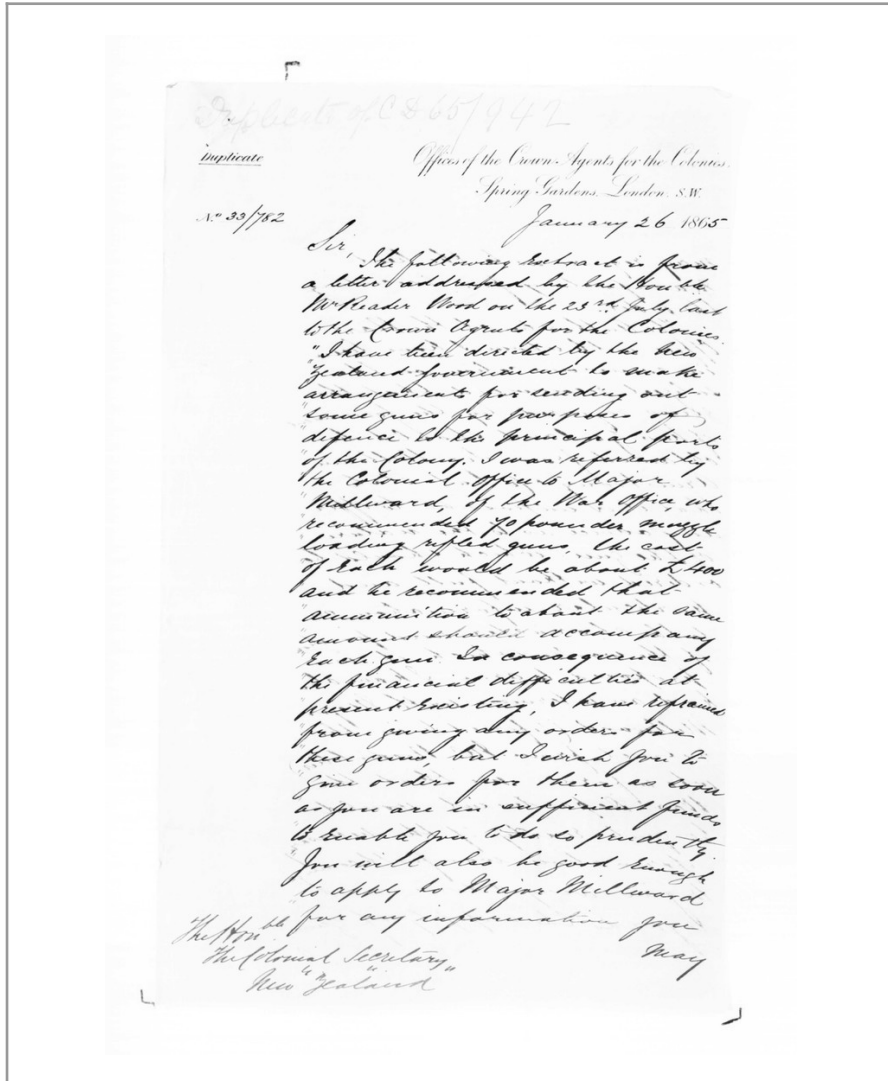 Duplicate of CD 65/942
Duplicate
Offices of the Crown Agents for the Colonies,
Spring Gardens, London, S.W.
No. 33/782
January 26 1865
Sir,
The following Extract is from
a letter addressed by the Honble
Mr Reader Wood on the 23rd July last
to the Crown Agents for the Colonies.
"I have been directed by the New
"Zealand Government to make
"arrangements for sending out
"some guns for purposes of
"defence to the principal ports
"of the Colony. I was referred by
"the Colonial Office to Major
"Millward, of the War Office, who
"recommended 70 pounder muzzle
"loading rifled guns, the cost
"of each would be about £400
"and he recommended that
"ammunition to about the same
"amount should accompany
"Each gun. In consequence of
"the financial difficulties at
"present Existing, I have refrained
"from giving any orders for
"these guns, but I wish you to
"give orders for them as soon
"as you are in sufficient funds
"to Enable you to do so prudently.
"You will also be good Enough
"to apply to Major Millward
"for any information you
may
The Honble
The Colonial Secretary
New Zealand